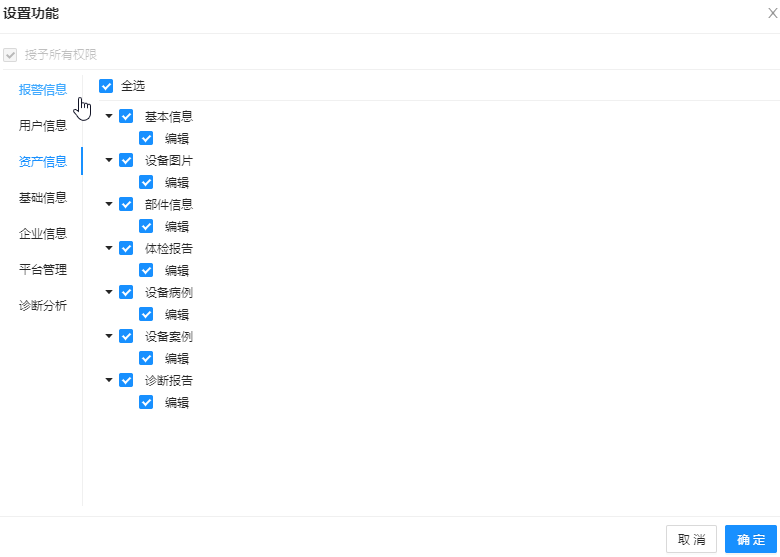 设置功能
授予所有权限
报警信息
用户信息
资产信息
基础信息
企业信息
平台管理
诊断分析
全选
基本信息
编辑
设备图片
编辑
部件信息
编辑
体检报告
编辑
设备病例
编辑
设备案例
编辑
诊断报告
编辑
取 消
确 定